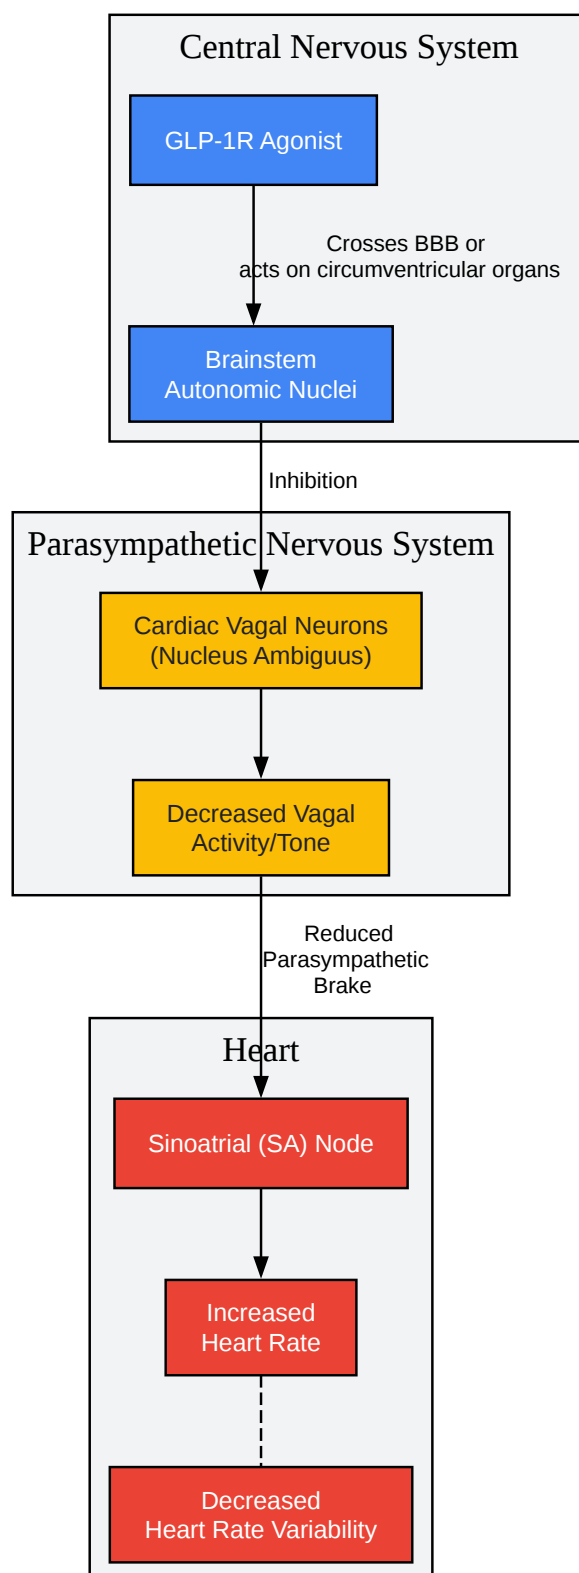 Central Nervous System
GLP-1R Agonist
Crosses BBB or
acts on circumventricular organs
Brainstem
Autonomic Nuclei
Inhibition
Parasympathetic Nervous System
Cardiac Vagal Neurons
(Nucleus Ambiguus)
Decreased Vagal
Activity/Tone
Reduced
Parasympathetic
Brake
Heart
Sinoatrial (SA) Node
Increased
Heart Rate
Decreased
Heart Rate Variability